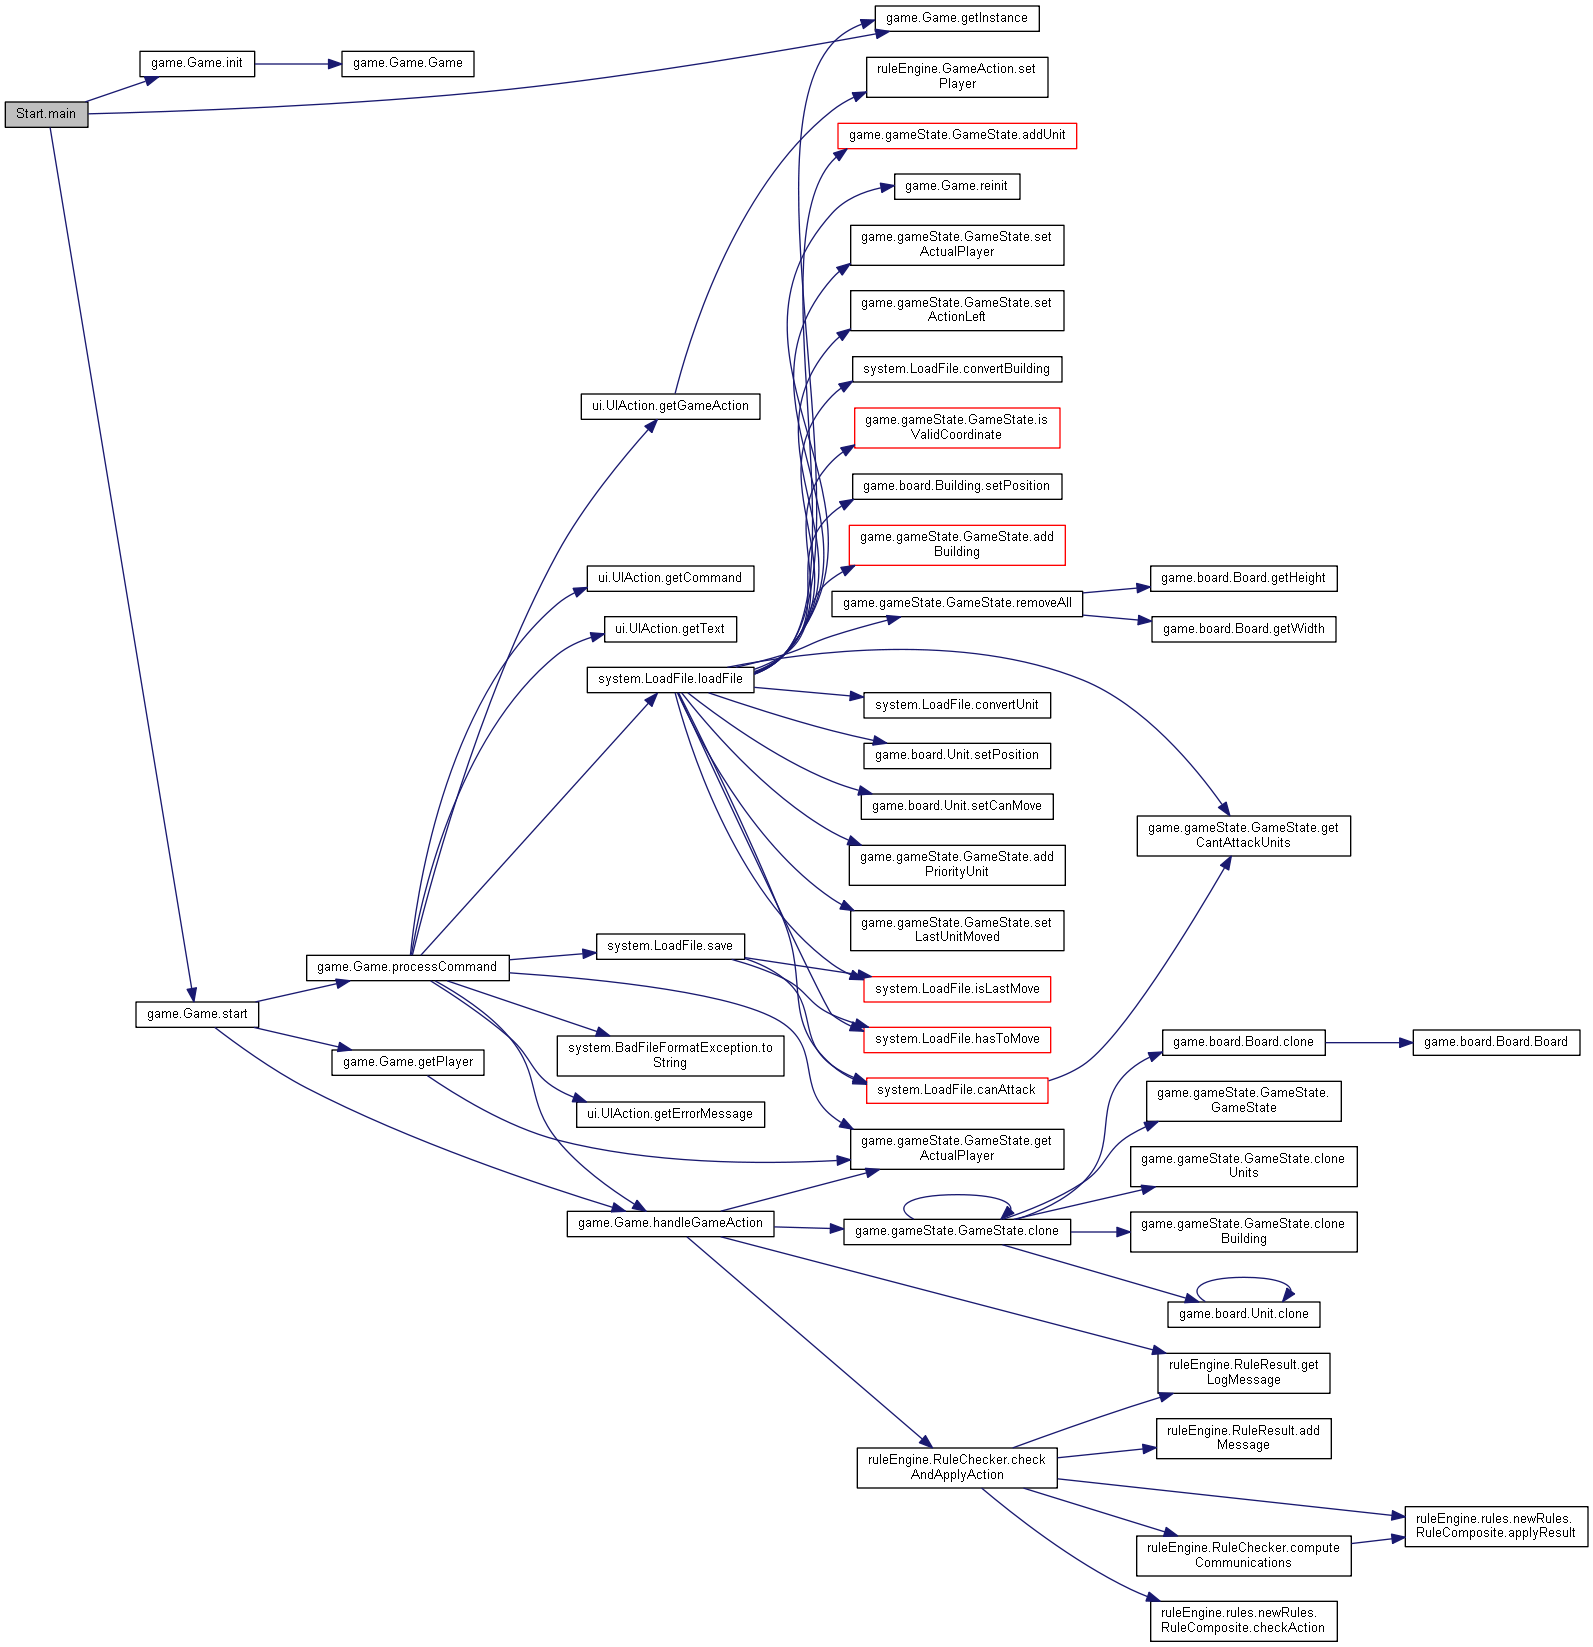 game.Game.getInstance
game.Game.init
game.Game.Game
ruleEngine.GameAction.set
Player
Start.main
game.gameState.GameState.addUnit
game.Game.reinit
game.gameState.GameState.set
ActualPlayer
game.gameState.GameState.set
ActionLeft
system.LoadFile.convertBuilding
ui.UIAction.getGameAction
game.gameState.GameState.is
ValidCoordinate
game.board.Building.setPosition
game.gameState.GameState.add
Building
ui.UIAction.getCommand
game.board.Board.getHeight
game.gameState.GameState.removeAll
ui.UIAction.getText
game.board.Board.getWidth
system.LoadFile.loadFile
system.LoadFile.convertUnit
game.board.Unit.setPosition
game.board.Unit.setCanMove
game.gameState.GameState.get
CantAttackUnits
game.gameState.GameState.add
PriorityUnit
game.gameState.GameState.set
LastUnitMoved
system.LoadFile.save
game.Game.processCommand
system.LoadFile.isLastMove
game.Game.start
system.LoadFile.hasToMove
game.board.Board.clone
game.board.Board.Board
system.BadFileFormatException.to
String
game.Game.getPlayer
system.LoadFile.canAttack
game.gameState.GameState.
GameState
ui.UIAction.getErrorMessage
game.gameState.GameState.get
ActualPlayer
game.gameState.GameState.clone
Units
game.Game.handleGameAction
game.gameState.GameState.clone
game.gameState.GameState.clone
Building
game.board.Unit.clone
ruleEngine.RuleResult.get
LogMessage
ruleEngine.RuleResult.add
Message
ruleEngine.RuleChecker.check
AndApplyAction
ruleEngine.rules.newRules.
RuleComposite.applyResult
ruleEngine.RuleChecker.compute
Communications
ruleEngine.rules.newRules.
RuleComposite.checkAction